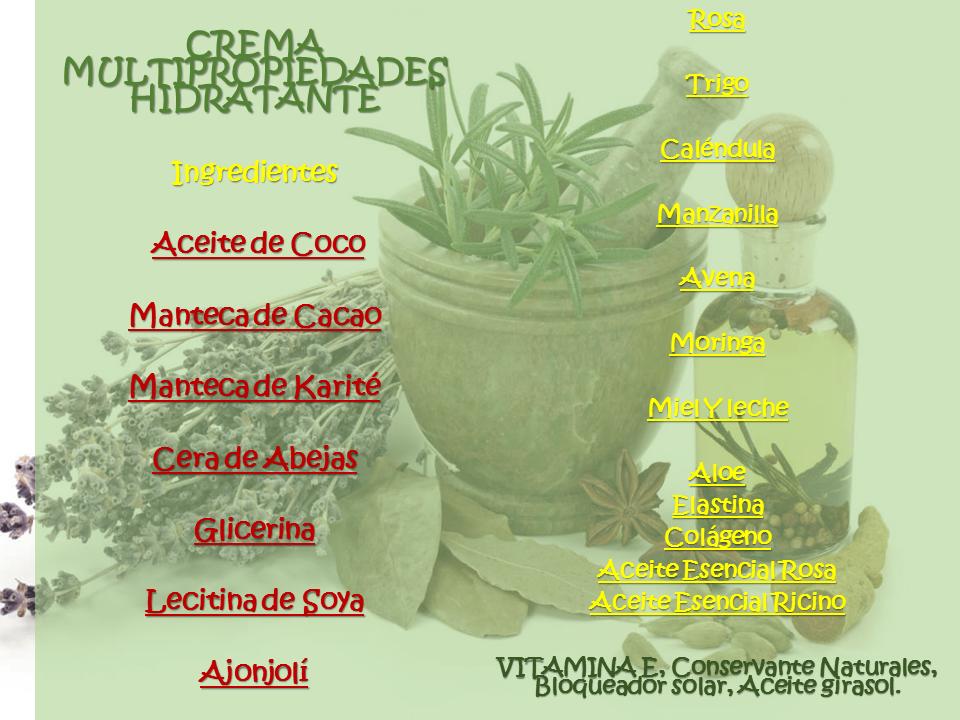 CREMA
MULTIPROPIEDADES
HIDRATANTE
Ingredientes
Aceite de Coco
Manteca de Cacao
Manteca de Karité
Cera de Abejas
Glicerina
Lecitina de Soya
Ajonjolí
Rosa
Trigo
Caléndula
Manzanilla
Avena
Moringa
Miel Y leche
Aloe
Elastina
Colágeno
Aceite Esencial Rosa
Aceite Esencial Ricino
VITAMINA E, Conservante Naturales,
Bloqueador solar, Aceite girasol.